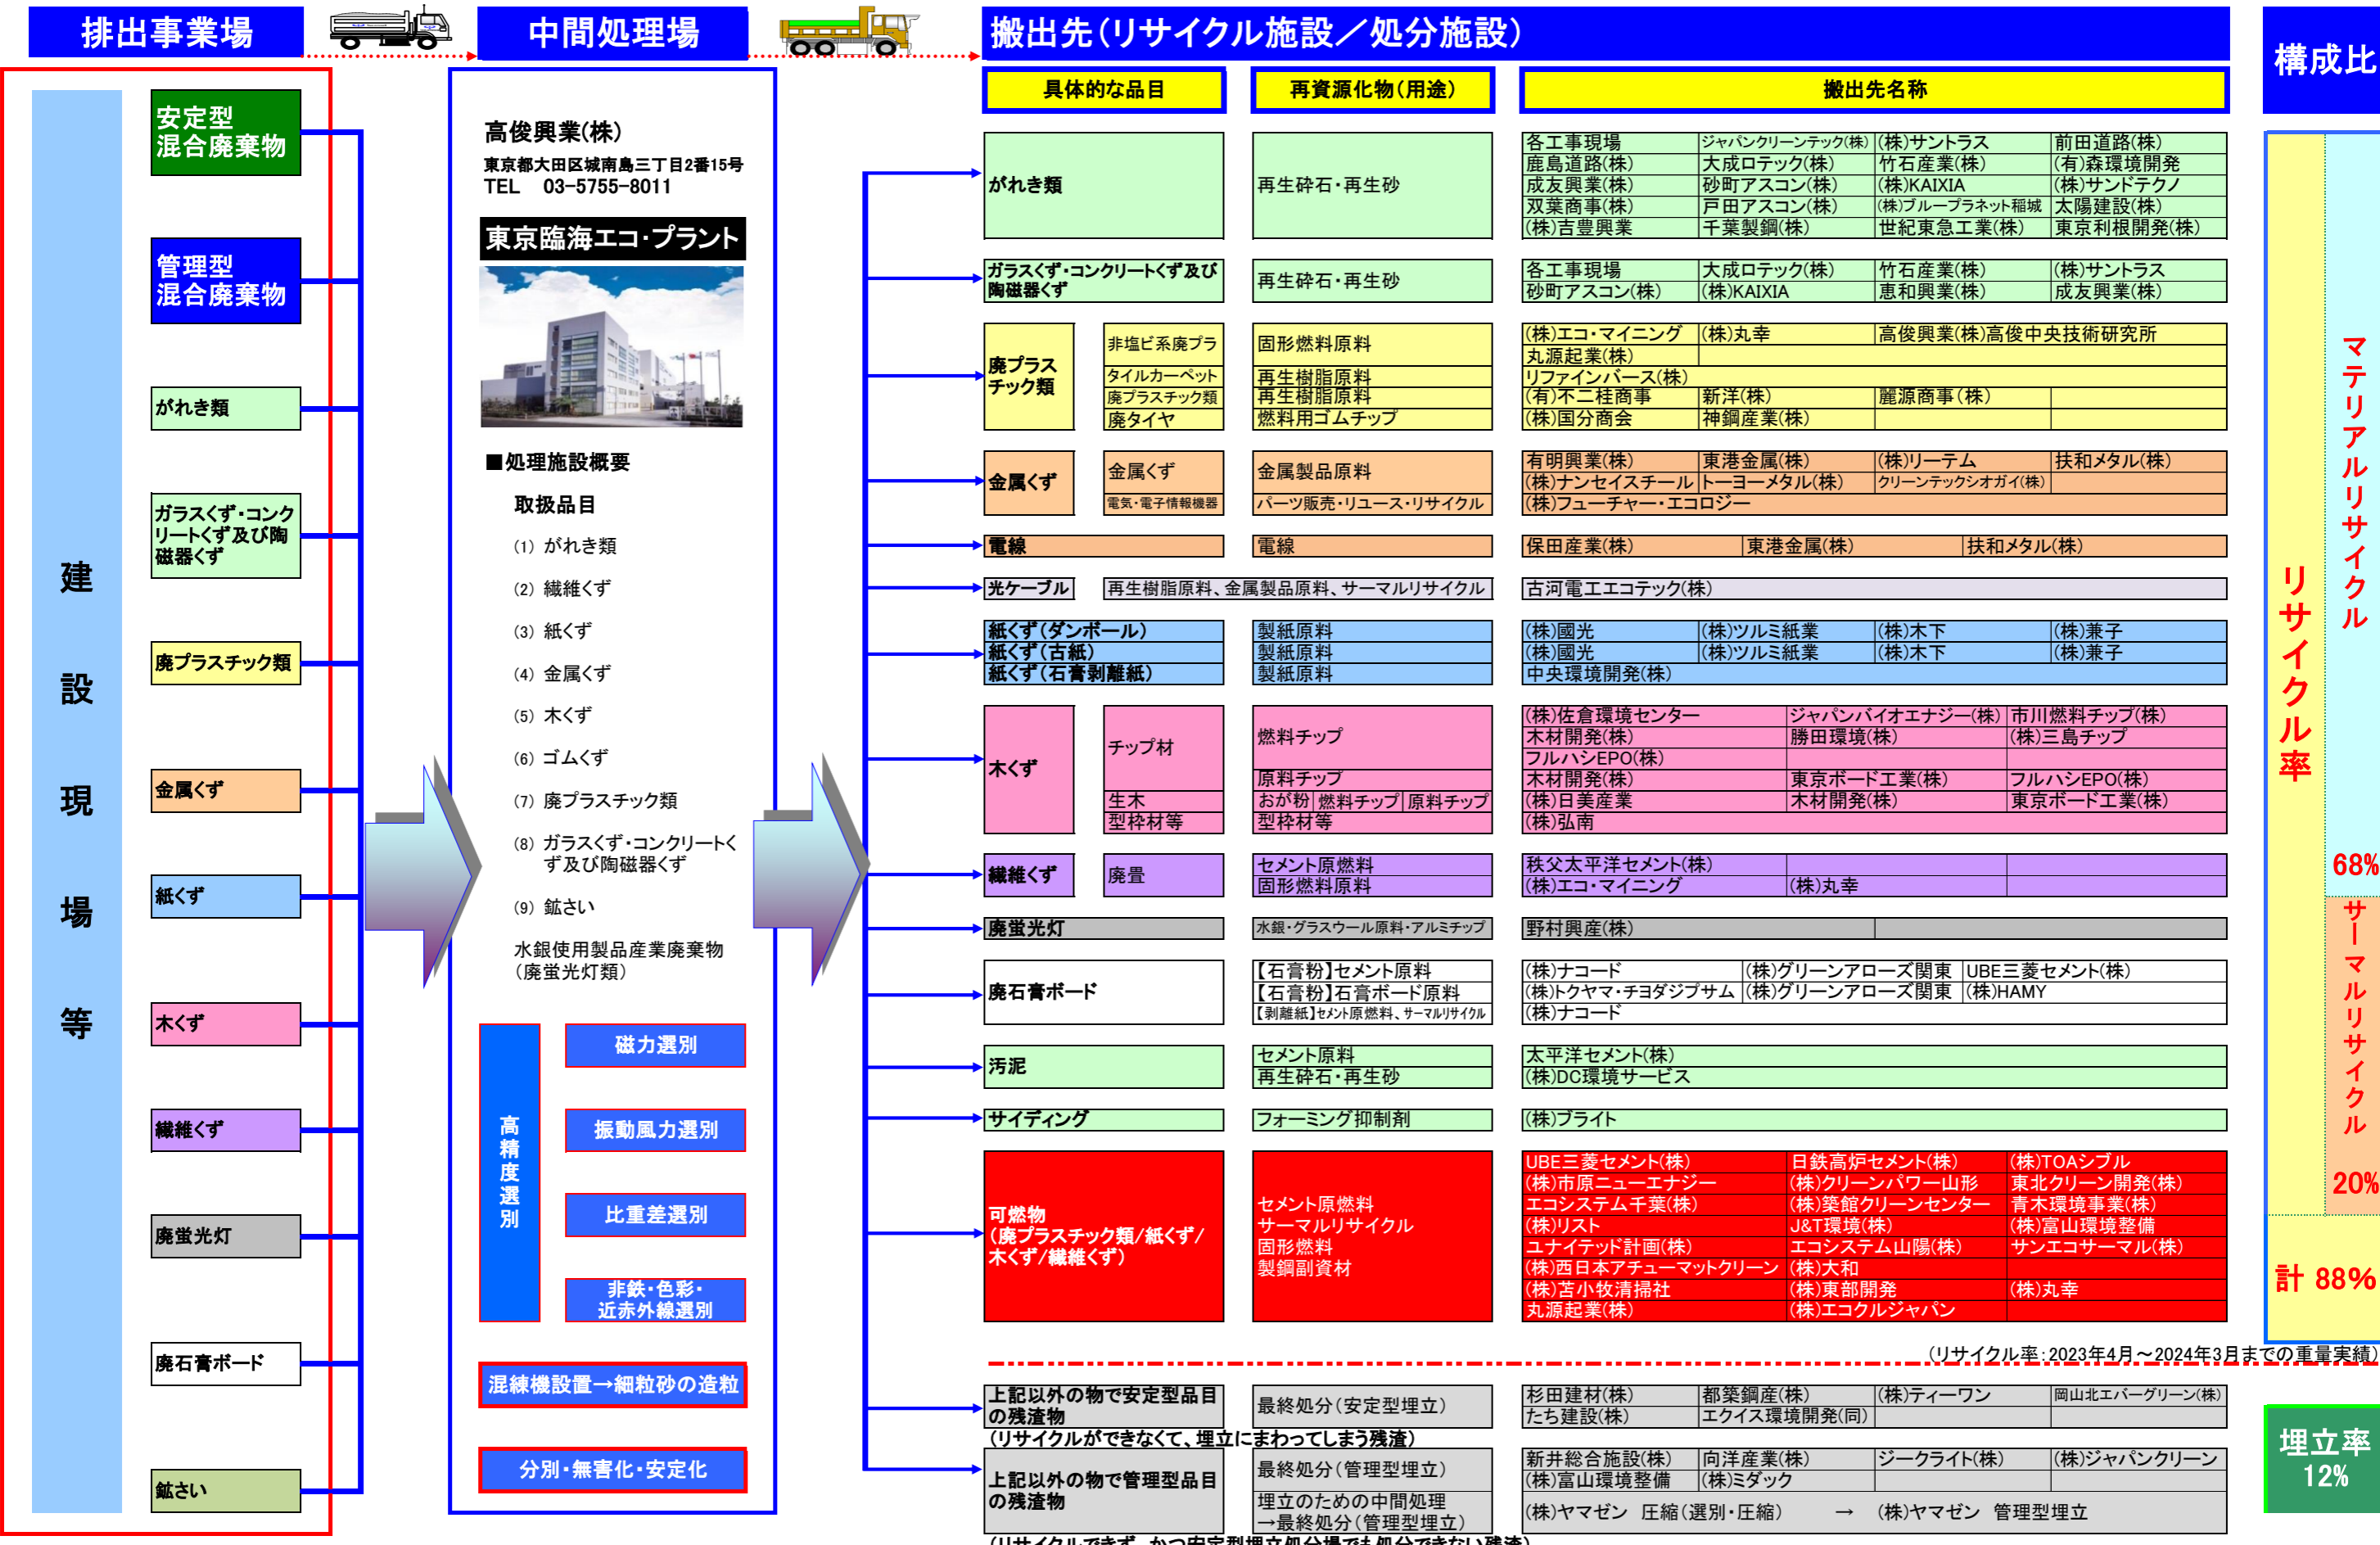 排出事業場
中間処理場
搬出先(リサイクル施設／処分施設)
構成比
具体的な品目
再資源化物(用途)
搬出先名称
建設現場等
安定型
混合廃棄物
管理型
混合廃棄物
がれき類
ガラスくず・コンク
リートくず及び陶
磁器くず
廃プラスチック類
金属くず
紙くず
木くず
繊維くず
廃蛍光灯
廃石膏ボード
鉱さい
高俊興業(株)
東京都大田区城南島三丁目2番15号
TEL 03-5755-8011
東京臨海エコ・プラント
■処理施設概要
取扱品目
(1) がれき類
(2) 繊維くず
(3) 紙くず
(4) 金属くず
(5) 木くず
(6) ゴムくず
(7) 廃プラスチック類
(8) ガラスくず・コンクリートく
ず及び陶磁器くず
(9) 鉱さい
水銀使用製品産業廃棄物
(廃蛍光灯類)
高精度選別
磁力選別
振動風力選別
比重差選別
非鉄・色彩・
近赤外線選別
混練機設置→細粒砂の造粒
分別・無害化・安定化
がれき類
再生砕石・再生砂
各工事現場 ジャパンクリーンテック(株) (株)サントラス 前田道路(株)
鹿島道路(株) 大成ロテック(株) 竹石産業(株) (有)森環境開発
成友興業(株) 砂町アスコン(株) (株)KAIXIA (株)サンドテクノ
双葉商事(株) 戸田アスコン(株) (株)ブループラネット稲城 太陽建設(株)
(株)吉豊興業 千葉製鋼(株) 世紀東急工業(株) 東京利根開発(株)
ガラスくず・コンクリートくず及び
陶磁器くず
再生砕石・再生砂
各工事現場 大成ロテック(株) 竹石産業(株) (株)サントラス
砂町アスコン(株) (株)KAIXIA 恵和興業(株) 成友興業(株)
廃プラス
チック類
非塩ビ系廃プラ 固形燃料原料
(株)エコ・マイニング (株)丸幸 高俊興業(株)高俊中央技術研究所
丸源起業(株)
タイルカーペット 再生樹脂原料 リファインバース(株)
廃プラスチック類 再生樹脂原料 (有)不二桂商事 新洋(株) 麗源商事(株)
廃タイヤ 燃料用ゴムチップ (株)国分商会 神鋼産業(株)
金属くず
金属くず 金属製品原料
有明興業(株) 東港金属(株) (株)リーテム 扶和メタル(株)
(株)ナンセイスチール トーヨーメタル(株) クリーンテックシオガイ(株)
電気・電子情報機器 パーツ販売・リユース・リサイクル (株)フューチャー・エコロジー
電線 電線 保田産業(株) 東港金属(株) 扶和メタル(株)
光ケーブル 再生樹脂原料、金属製品原料、サーマルリサイクル 古河電工エコテック(株)
紙くず(ダンボール) 製紙原料 (株)國光 (株)ツルミ紙業 (株)木下 (株)兼子
紙くず(古紙) 製紙原料 (株)國光 (株)ツルミ紙業 (株)木下 (株)兼子
紙くず(石膏剥離紙) 製紙原料 中央環境開発(株)
木くず
チップ材 燃料チップ
(株)佐倉環境センター ジャパンバイオエナジー(株) 市川燃料チップ(株)
木材開発(株) 勝田環境(株) (株)三島チップ
フルハシEPO(株)
原料チップ 木材開発(株) 東京ボード工業(株) フルハシEPO(株)
生木 おが粉 燃料チップ 原料チップ (株)日美産業 木材開発(株) 東京ボード工業(株)
型枠材等 型枠材等 (株)弘南
繊維くず
廃畳
セメント原燃料 秩父太平洋セメント(株)
固形燃料原料 (株)エコ・マイニング (株)丸幸
廃蛍光灯 水銀・グラスウール原料・アルミチップ 野村興産(株)
廃石膏ボード
【石膏粉】セメント原料 (株)ナコード (株)グリーンアローズ関東 UBE三菱セメント(株)
【石膏粉】石膏ボード原料 (株)トクヤマ・チヨダジプサム (株)グリーンアローズ関東 (株)HAMY
【剥離紙】セメント原燃料、サーマルリサイクル (株)ナコード
汚泥
セメント原料 太平洋セメント(株)
再生砕石・再生砂 (株)DC環境サービス
サイディング フォーミング抑制剤 (株)ブライト
可燃物
(廃プラスチック類/紙くず/
木くず/繊維くず)
セメント原燃料
サーマルリサイクル
固形燃料
製鋼副資材
UBE三菱セメント(株) 日鉄高炉セメント(株) (株)TOAシブル
(株)市原ニューエナジー (株)クリーンパワー山形 東北クリーン開発(株)
エコシステム千葉(株) (株)築館クリーンセンター 青木環境事業(株)
(株)リスト J&T環境(株) (株)富山環境整備
ユナイテッド計画(株) エコシステム山陽(株) サンエコサーマル(株)
(株)西日本アチューマットクリーン (株)大和
(株)苫小牧清掃社 (株)東部開発 (株)丸幸
丸源起業(株) (株)エコクルジャパン
リサイクル率
マテリアルリサイクル
68%
サーマルリサイクル
20%
計 88%
(リサイクル率：2023年4月～2024年3月までの重量実績)
上記以外の物で安定型品目
の残渣物
最終処分(安定型埋立)
杉田建材(株) 都築鋼産(株) (株)ティーワン 岡山北エバーグリーン(株)
たち建設(株) エクイス環境開発(同)
(リサイクルができなくて、埋立にまわってしまう残渣)
上記以外の物で管理型品目
の残渣物
最終処分(管理型埋立)
新井総合施設(株) 向洋産業(株) ジークライト(株) (株)ジャパンクリーン
(株)富山環境整備 (株)ミダック
埋立のための中間処理
→最終処分(管理型埋立)
(株)ヤマゼン 圧縮(選別・圧縮) → (株)ヤマゼン 管理型埋立
(リサイクルできず、かつ安定型埋立処分場でも処分できない残渣)
埋立率
12%